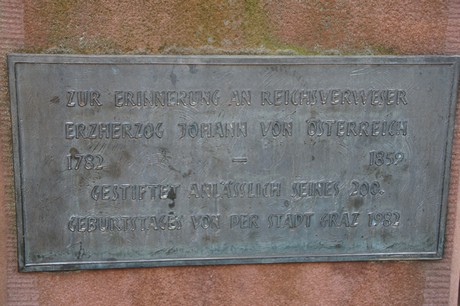 ZUR ERINNERUNG AN REICHSVERWESER
ERZHERZOG JOHANN VON ÖSTERREICH
1782 – 1859
GESTIFTET ANLÄSSLICH SEINES 200.
GEBURTSTAGES VON DER STADT GRAZ 1982